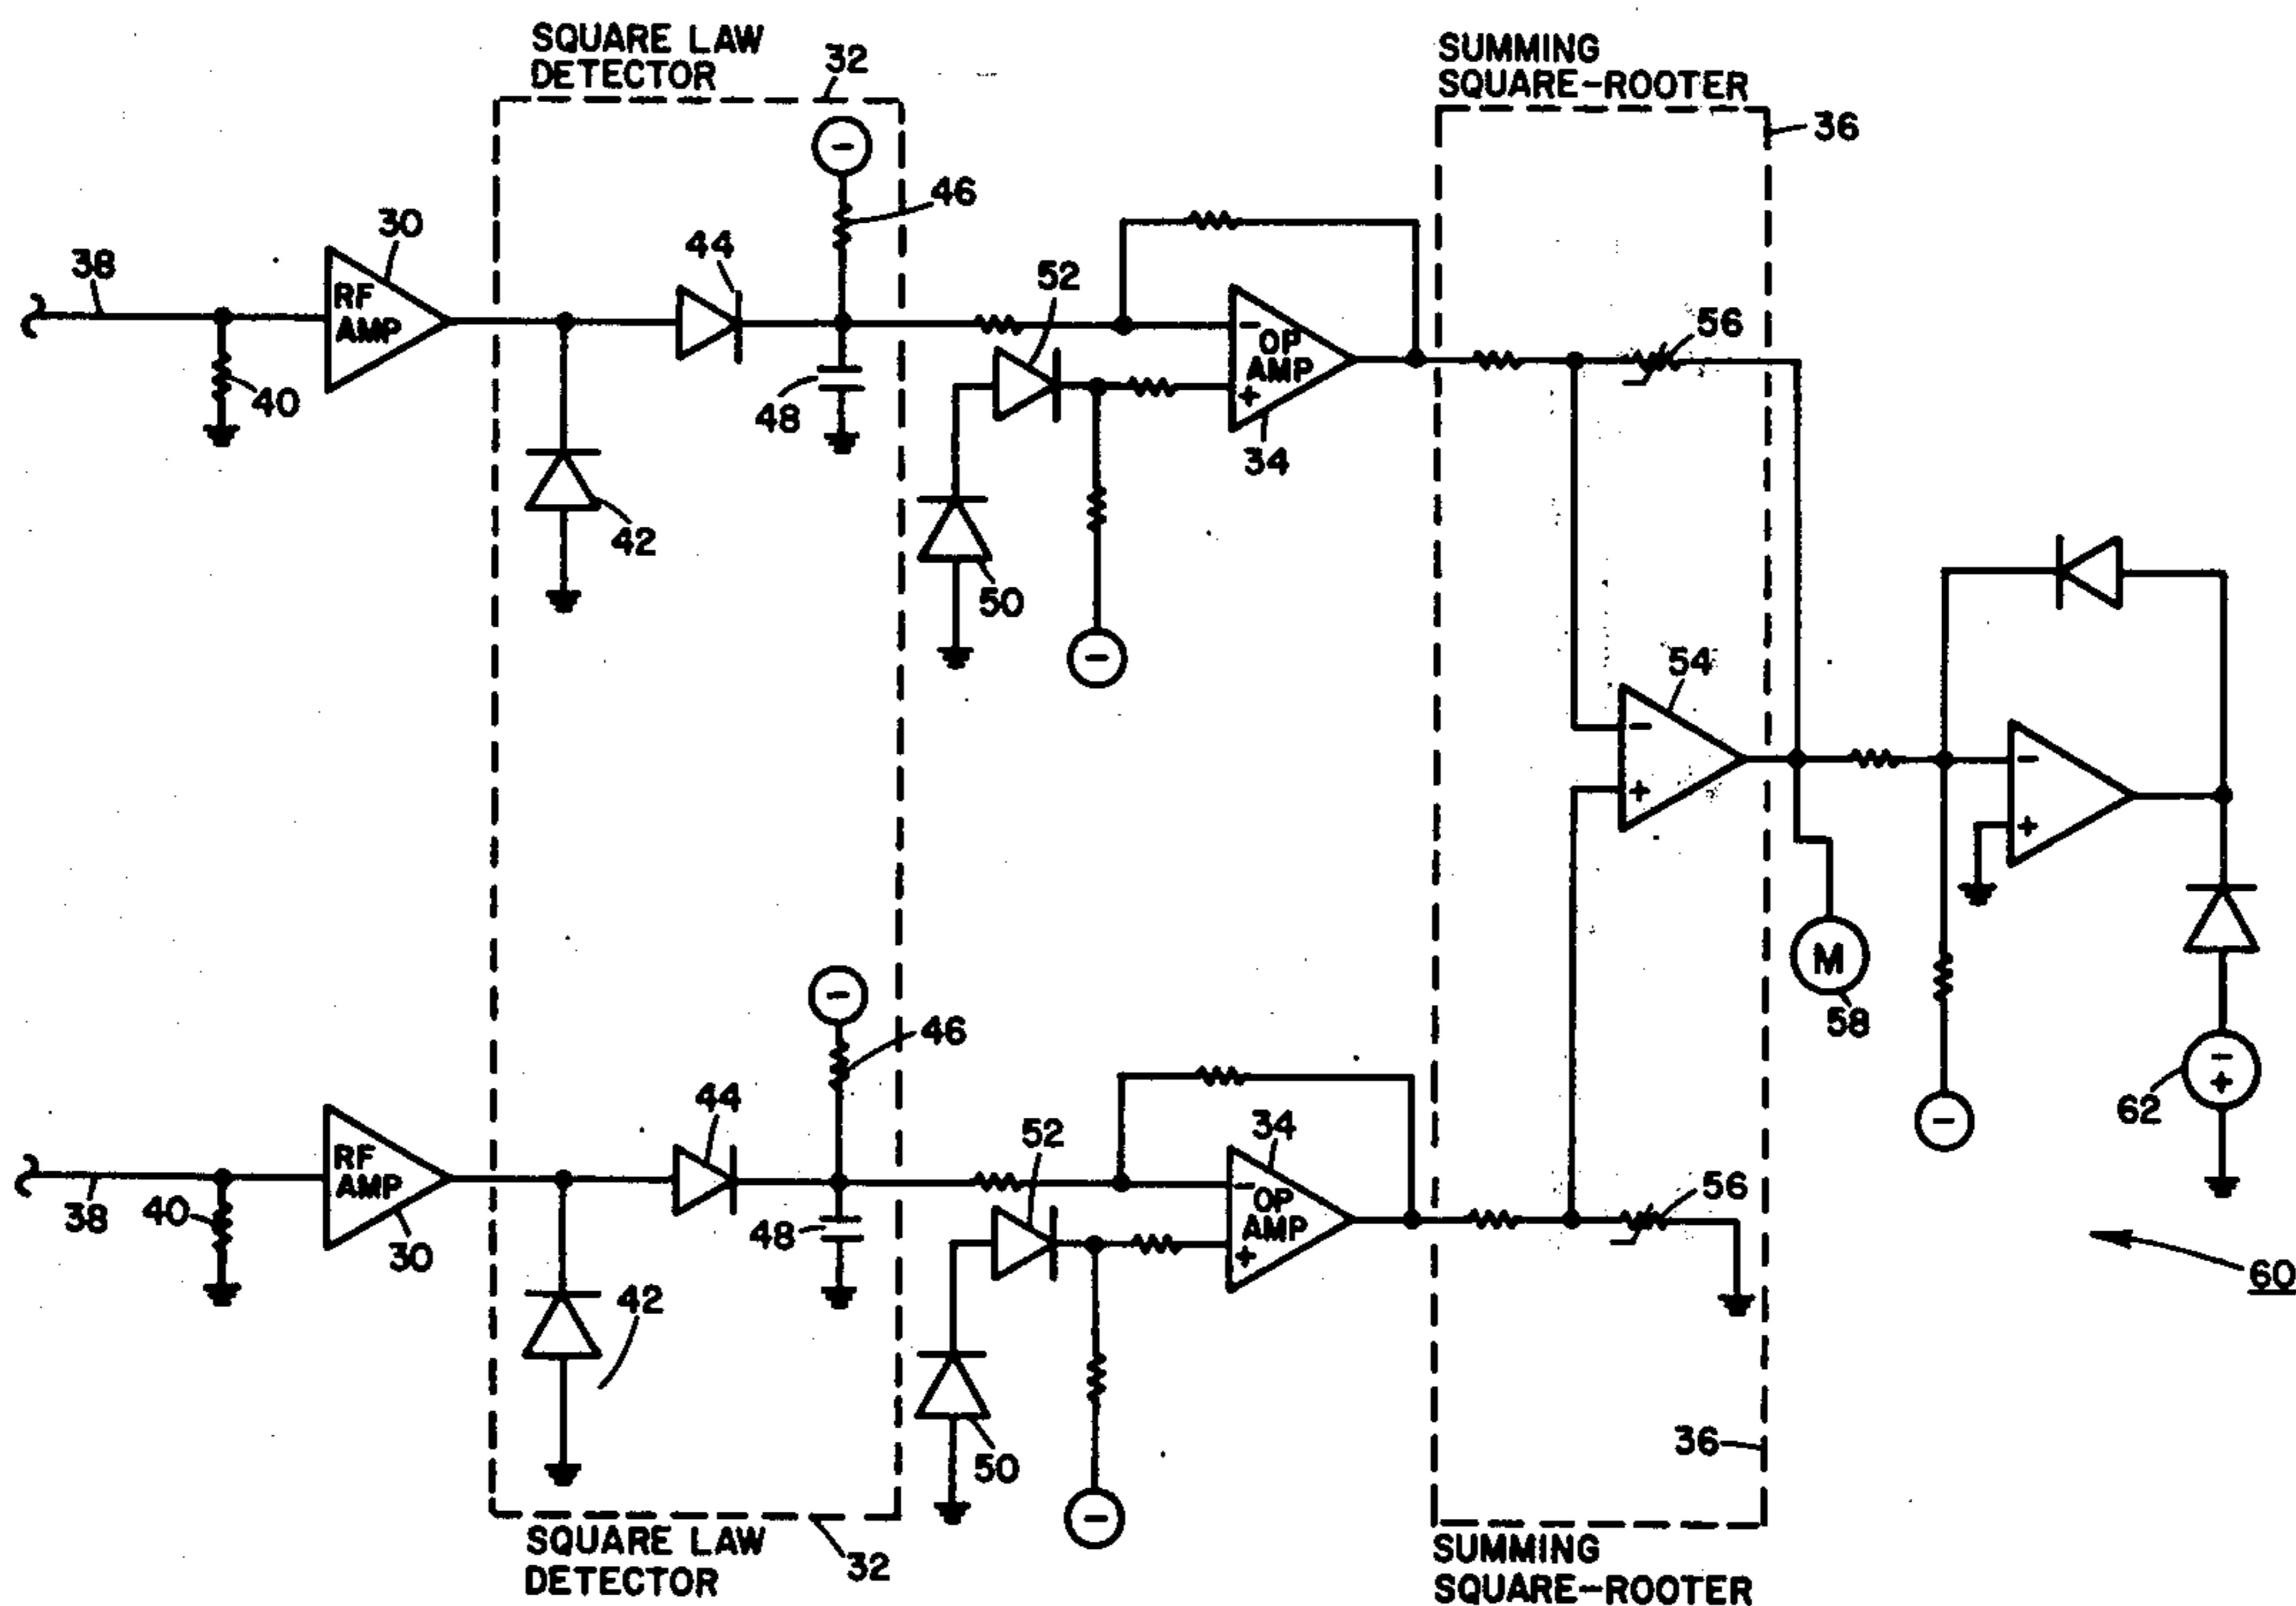 SQUARE LAW
DETECTOR
32
SUMMING
SQUARE-ROOTER
36
-
46
30
44
38
RF
AMP
52
56
-
OP
AMP
+
40
48
34
42
50
-
54
-
+
-
+
M
58
-
46
-
+
62
-
44
52
34
RF
AMP
56
-
OP
AMP
+
38
40
48
30
60
42
50
36
-
SQUARE LAW
DETECTOR
32
SUMMING
SQUARE-ROOTER